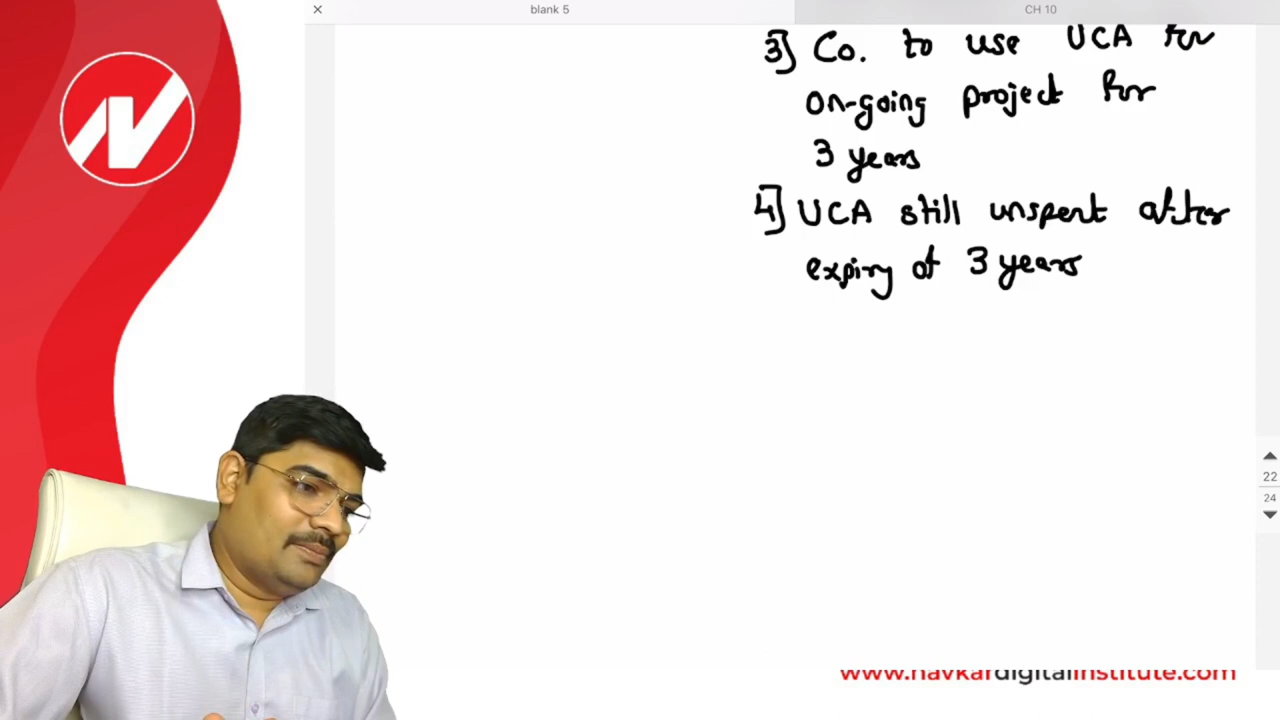 × blank 5 CH 10
3] Co. to use UCA for
on-going project for
3 years
4] UCA still unspent after
expiry of 3 years
22
24
www.navkardigitalinstitute.com